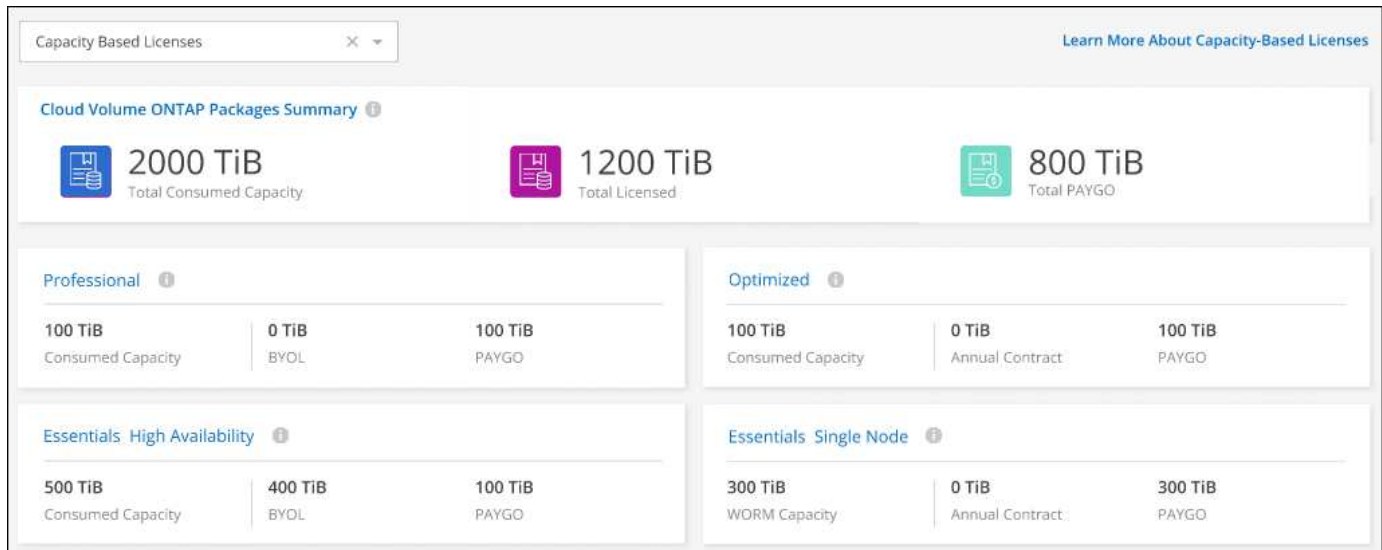 Capacity Based Licenses
Learn More About Capacity-Based Licenses
Cloud Volume ONTAP Packages Summary
2000 TiB
Total Consumed Capacity
1200 TiB
Total Licensed
800 TiB
Total PAYGO
Professional
100 TiB
Consumed Capacity
0 TiB
BYOL
100 TiB
PAYGO
Optimized
100 TiB
Consumed Capacity
0 TiB
Annual Contract
100 TiB
PAYGO
Essentials High Availability
500 TiB
Consumed Capacity
400 TiB
BYOL
100 TiB
PAYGO
Essentials Single Node
300 TiB
WORM Capacity
0 TiB
Annual Contract
300 TiB
PAYGO